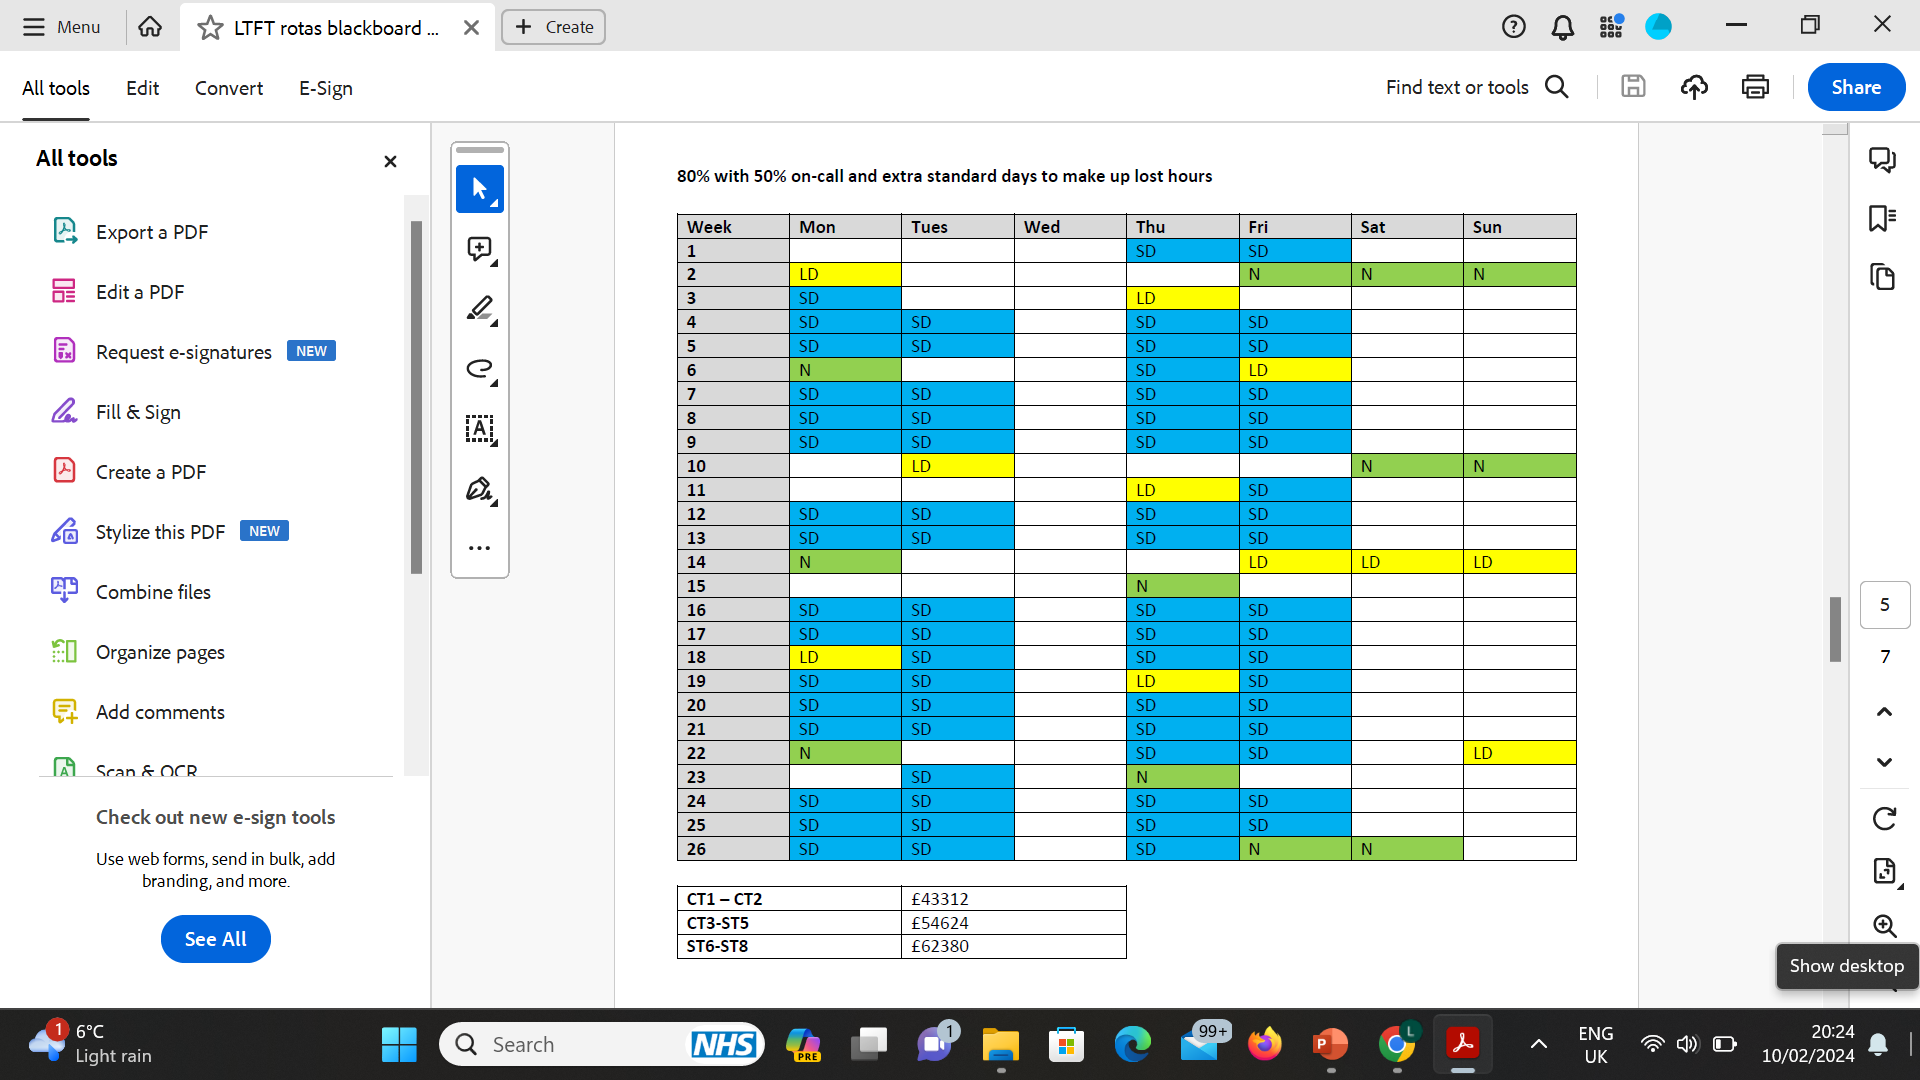 Menu
LTFT rotas blackboard ...
Create
All tools
Edit
Convert
E-Sign
Find text or tools
Share
All tools
Export a PDF
Edit a PDF
Request e-signatures NEW
Fill & Sign
Create a PDF
Stylize this PDF NEW
Combine files
Organize pages
Add comments
Scan & OCR
Check out new e-sign tools
Use web forms, send in bulk, add
branding, and more.
See All
80% with 50% on-call and extra standard days to make up lost hours
Week Mon Tues Wed Thu Fri Sat Sun
1 SD SD
2 LD N N N
3 SD LD
4 SD SD SD SD
5 SD SD SD SD
6 N SD LD
7 SD SD SD SD
8 SD SD SD SD
9 SD SD SD SD
10 LD N N
11 LD SD
12 SD SD SD SD
13 SD SD SD SD
14 N LD LD LD
15 N
16 SD SD SD SD
17 SD SD SD SD
18 LD SD SD SD
19 SD SD LD SD
20 SD SD SD SD
21 SD SD SD SD
22 N SD SD LD
23 SD N
24 SD SD SD SD
25 SD SD SD SD
26 SD SD SD N N
CT1 – CT2 £43312
CT3-ST5 £54624
ST6-ST8 £62380
5
7
Show desktop
1
6°C
Light rain
Search
NHS
PRE
1
99+
P
L
ENG
UK
20:24
10/02/2024